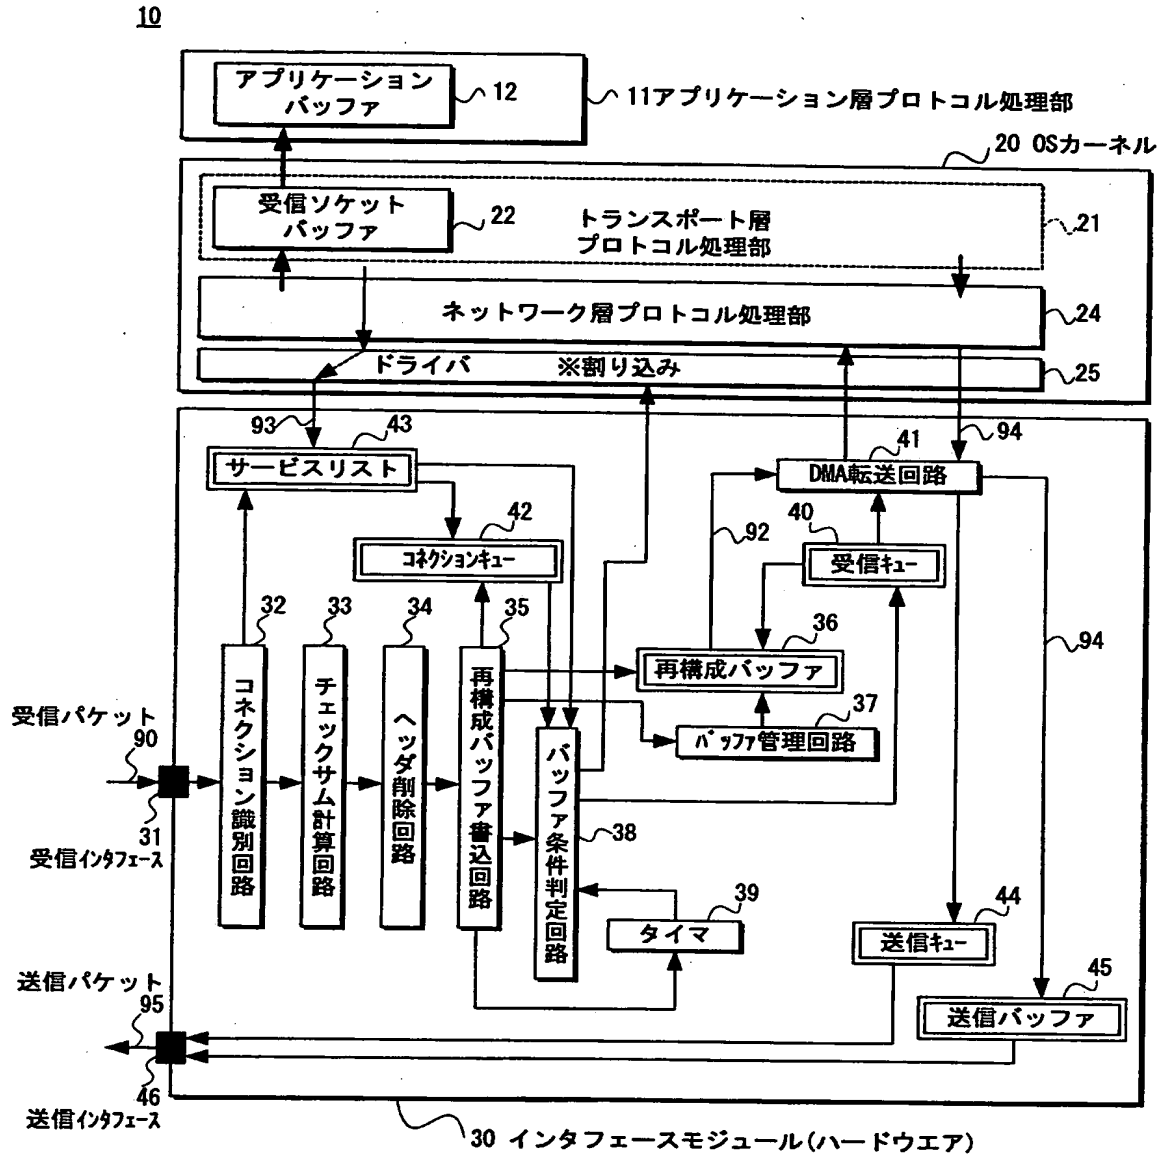 10
アプリケーション
バッファ
12
11アプリケーション層プロトコル処理部
20 OSカーネル
受信ソケット
バッファ
22
トランスポート層
プロトコル処理部
21
ネットワーク層プロトコル処理部
24
ドライバ
※割り込み
25
93
43
サービスリスト
41
94
DMA転送回路
42
コネクションキュー
92
40
受信キュー
32
33
34
35
36
再構成バッファ
94
37
バッファ管理回路
受信パケット
90
31
受信インタフェース
コネクション識別回路
チェックサム計算回路
ヘッダ削除回路
再構成バッファ書込回路
バッファ条件判定回路
38
39
タイマ
44
送信キュー
45
送信バッファ
送信パケット
95
46
送信インタフェース
30 インタフェースモジュール(ハードウエア)